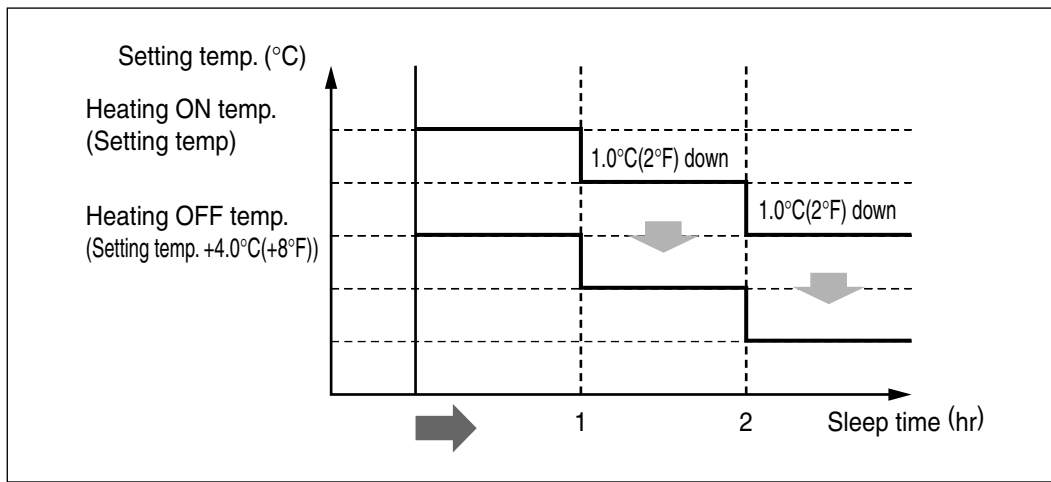 Setting temp. (°C)
Heating ON temp.
(Setting temp)
1.0°C(2°F) down
1.0°C(2°F) down
Heating OFF temp.
(Setting temp. +4.0°C(+8°F))
1
2
Sleep time (hr)